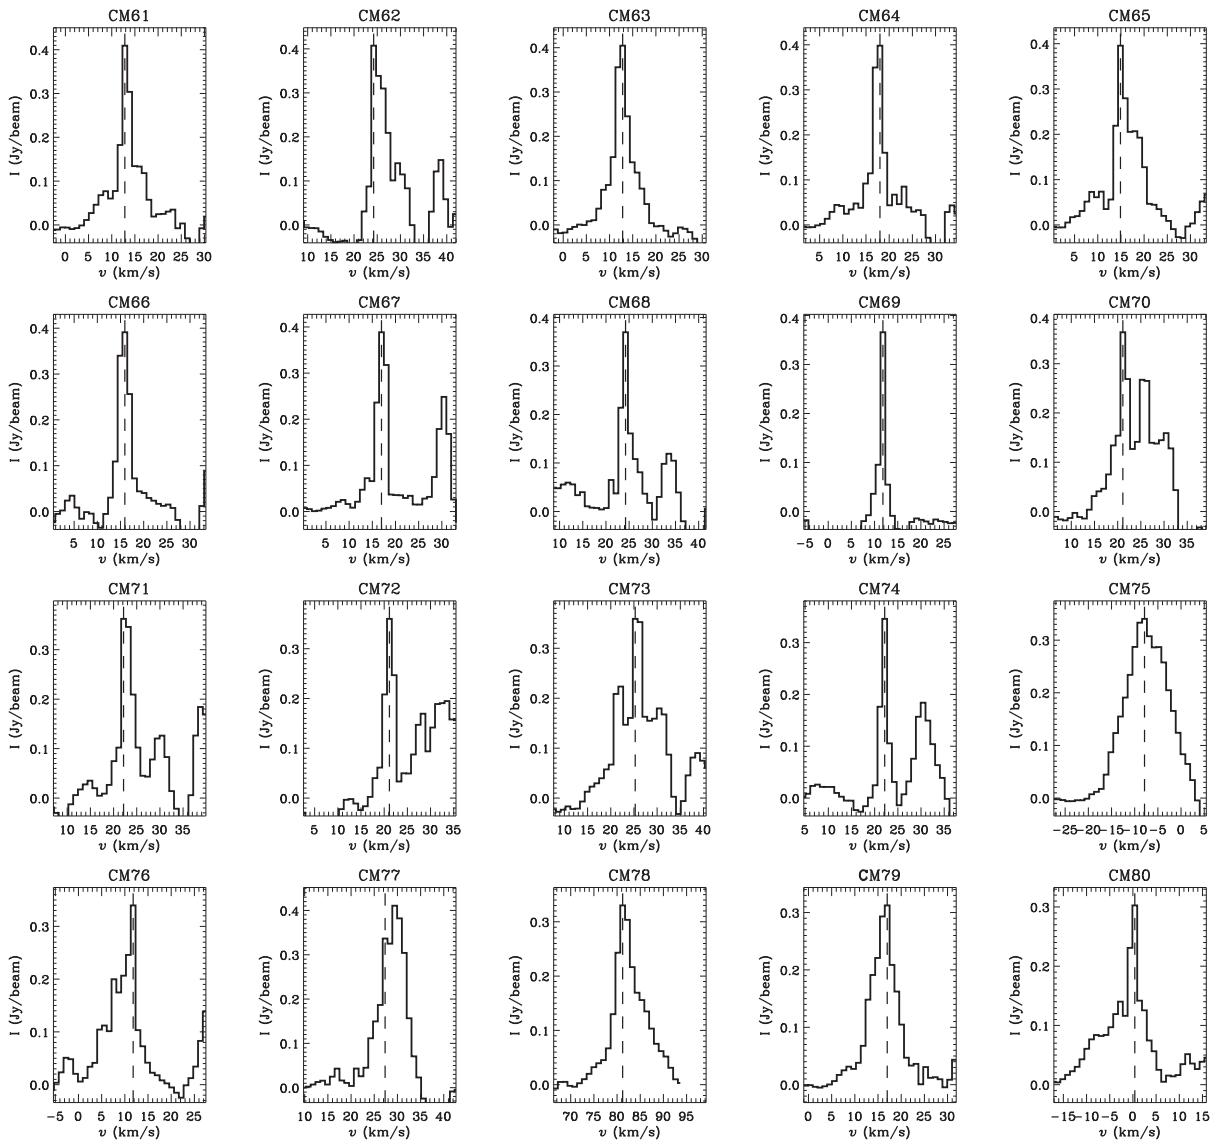 CM61 CM62 CM63 CM64 CM65
I (Jy/beam) I (Jy/beam) I (Jy/beam) I (Jy/beam) I (Jy/beam)
0.4 0.4 0.4 0.4 0.4
0.3 0.3 0.3 0.3 0.3
0.2 0.2 0.2 0.2 0.2
0.1 0.1 0.1 0.1 0.1
0.0 0.0 0.0 0.0 0.0
0 5 10 15 20 25 30 10 15 20 25 30 35 40 0 5 10 15 20 25 30 5 10 15 20 25 30 5 10 15 20 25 30
v (km/s) v (km/s) v (km/s) v (km/s) v (km/s)
CM66 CM67 CM68 CM69 CM70
I (Jy/beam) I (Jy/beam) I (Jy/beam) I (Jy/beam) I (Jy/beam)
0.4 0.4 0.4 0.4 0.4
0.3 0.3 0.3 0.3 0.3
0.2 0.2 0.2 0.2 0.2
0.1 0.1 0.1 0.1 0.1
0.0 0.0 0.0 0.0 0.0
5 10 15 20 25 30 5 10 15 20 25 30 10 15 20 25 30 35 40 -5 0 5 10 15 20 25 10 15 20 25 30 35
v (km/s) v (km/s) v (km/s) v (km/s) v (km/s)
CM71 CM72 CM73 CM74 CM75
I (Jy/beam) I (Jy/beam) I (Jy/beam) I (Jy/beam) I (Jy/beam)
0.3 0.3 0.3 0.3 0.3
0.2 0.2 0.2 0.2 0.2
0.1 0.1 0.1 0.1 0.1
0.0 0.0 0.0 0.0 0.0
10 15 20 25 30 35 5 10 15 20 25 30 35 10 15 20 25 30 35 40 5 10 15 20 25 30 35 -25-20-15-10-5 0 5
v (km/s) v (km/s) v (km/s) v (km/s) v (km/s)
CM76 CM77 CM78 CM79 CM80
I (Jy/beam) I (Jy/beam) I (Jy/beam) I (Jy/beam) I (Jy/beam)
0.3 0.4 0.3 0.3 0.3
0.2 0.3 0.2 0.2 0.2
0.1 0.2 0.1 0.1 0.1
0.0 0.1 0.0 0.0 0.0
0.0
-5 0 5 10 15 20 25 10 15 20 25 30 35 40 70 75 80 85 90 95 0 5 10 15 20 25 30 -15-10-5 0 5 10 15
v (km/s) v (km/s) v (km/s) v (km/s) v (km/s)